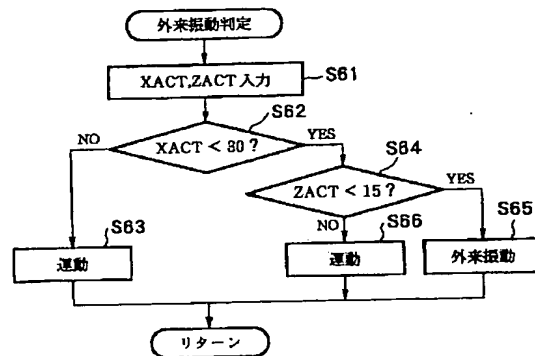 外来振動判定
XACT,ZACT 入力
S61
S62
XACT < 80 ?
NO
YES
S64
ZACT < 15 ?
YES
NO
S63
運動
S66
運動
S65
外来振動
リターン